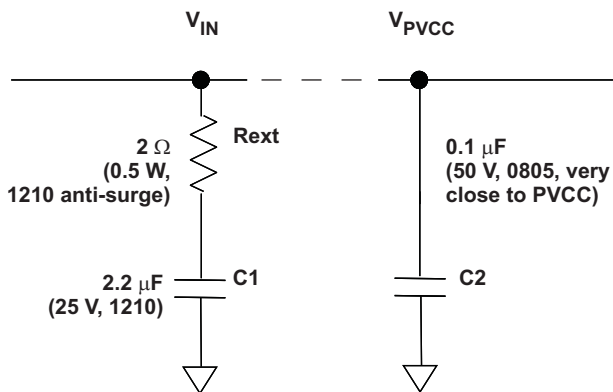 V_IN
V_PVCC
Rext
2 Ω
(0.5 W,
1210 anti-surge)
0.1 μF
(50 V, 0805, very
close to PVCC)
2.2 μF
(25 V, 1210)
C1
C2